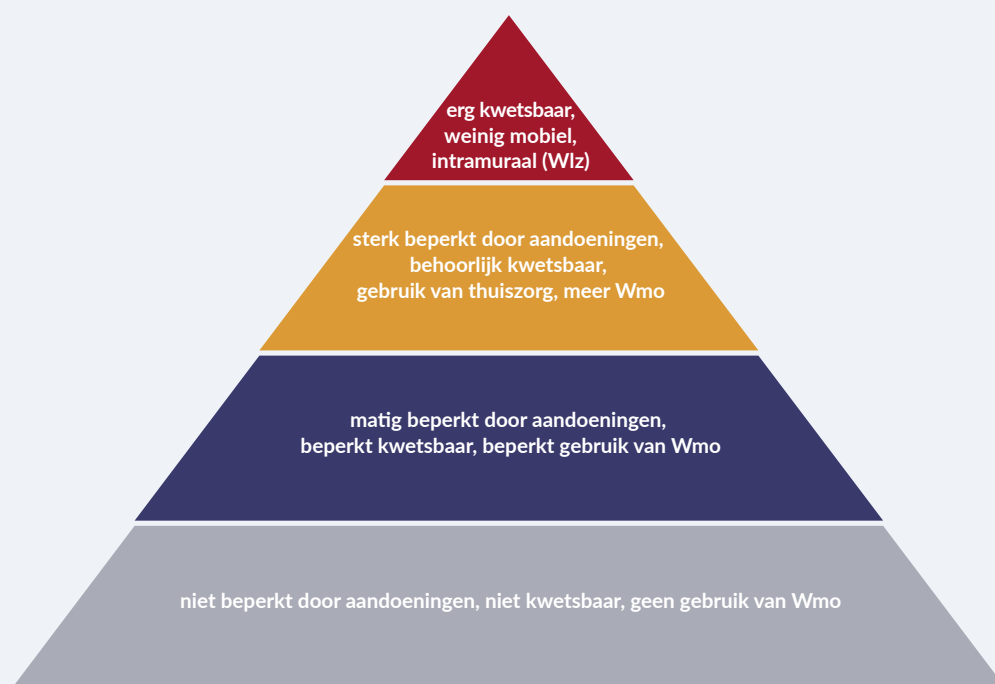 erg kwetsbaar,
weinig mobiel,
intramuraal (Wlz)
sterk beperkt door aandoeningen,
behoorlijk kwetsbaar,
gebruik van thuiszorg, meer Wmo
matig beperkt door aandoeningen,
beperkt kwetsbaar, beperkt gebruik van Wmo
niet beperkt door aandoeningen, niet kwetsbaar, geen gebruik van Wmo